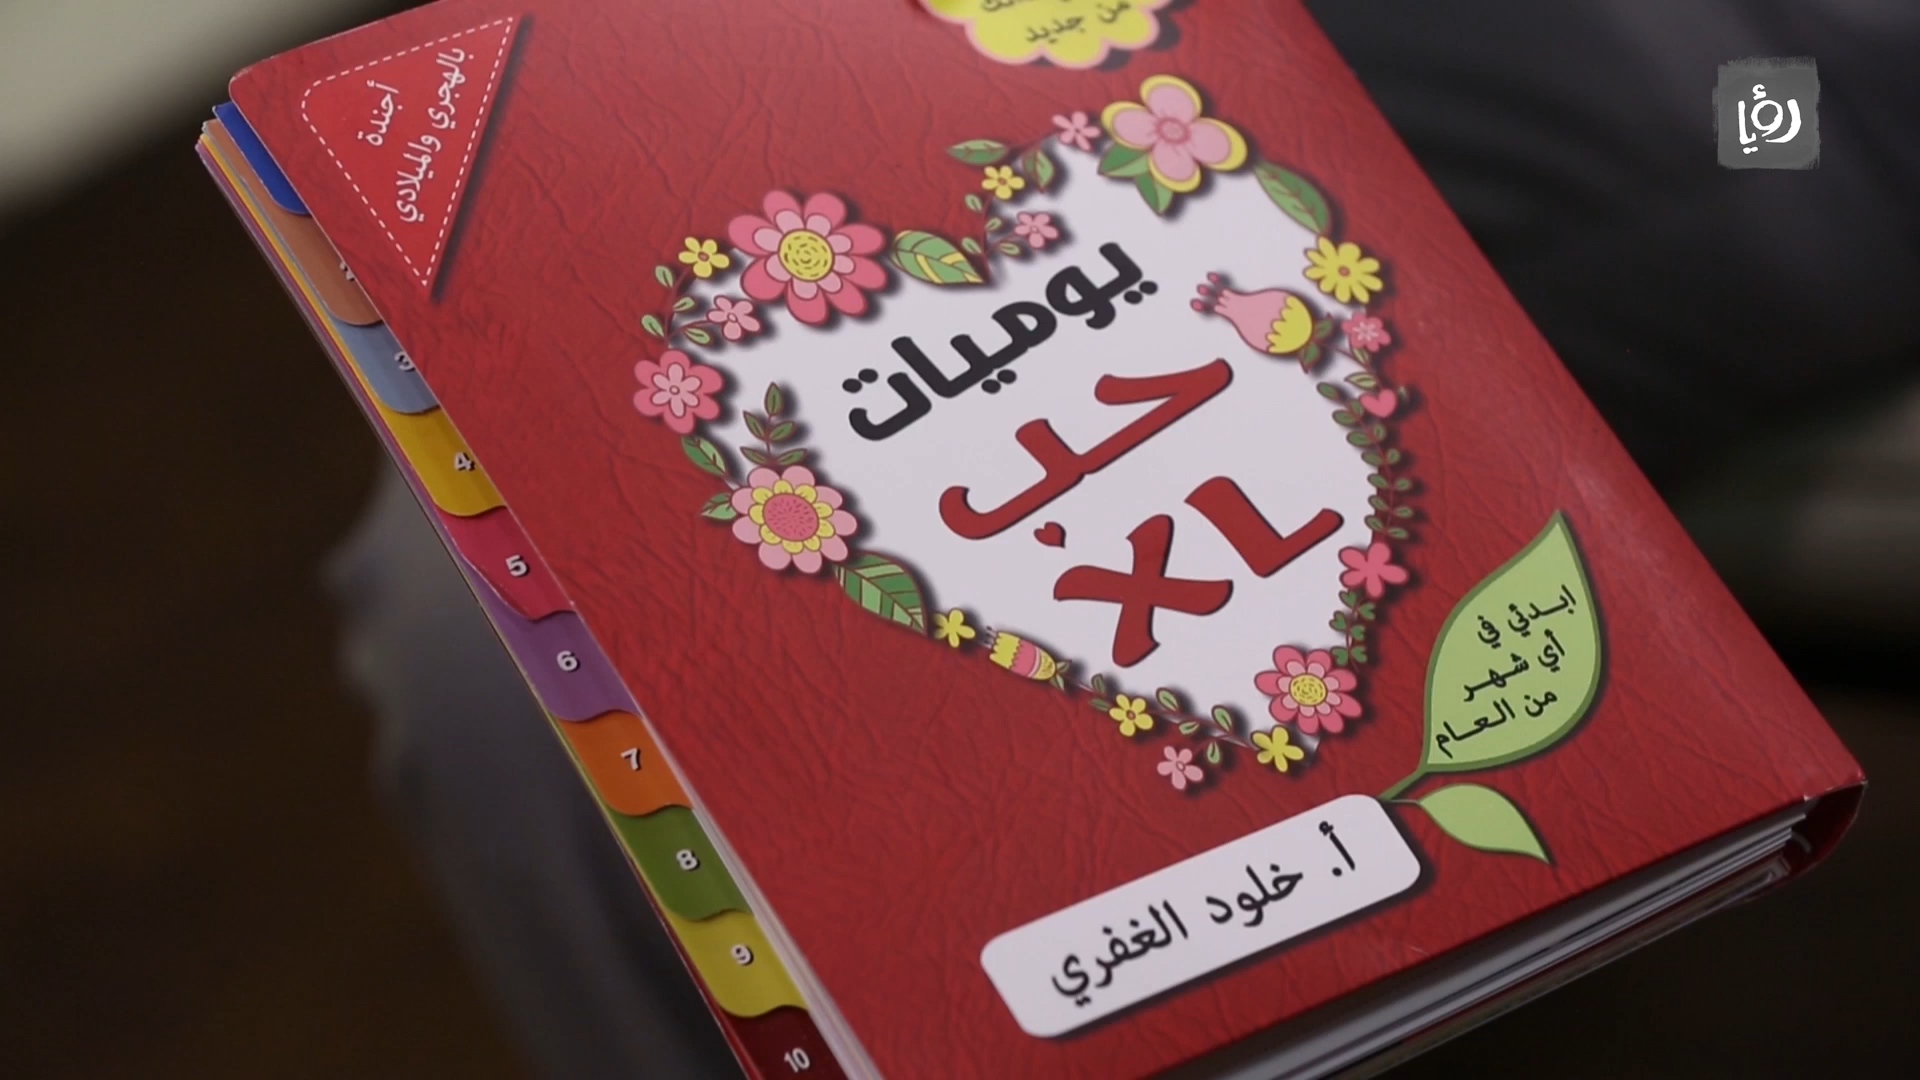 من جديد
أجندة
بالهجري والميلادي
رؤيا
يوميات
حب
XL
ابدئي في
أي شهر
من العام
أ. خلود الغفري
3
4
5
6
7
8
9
10